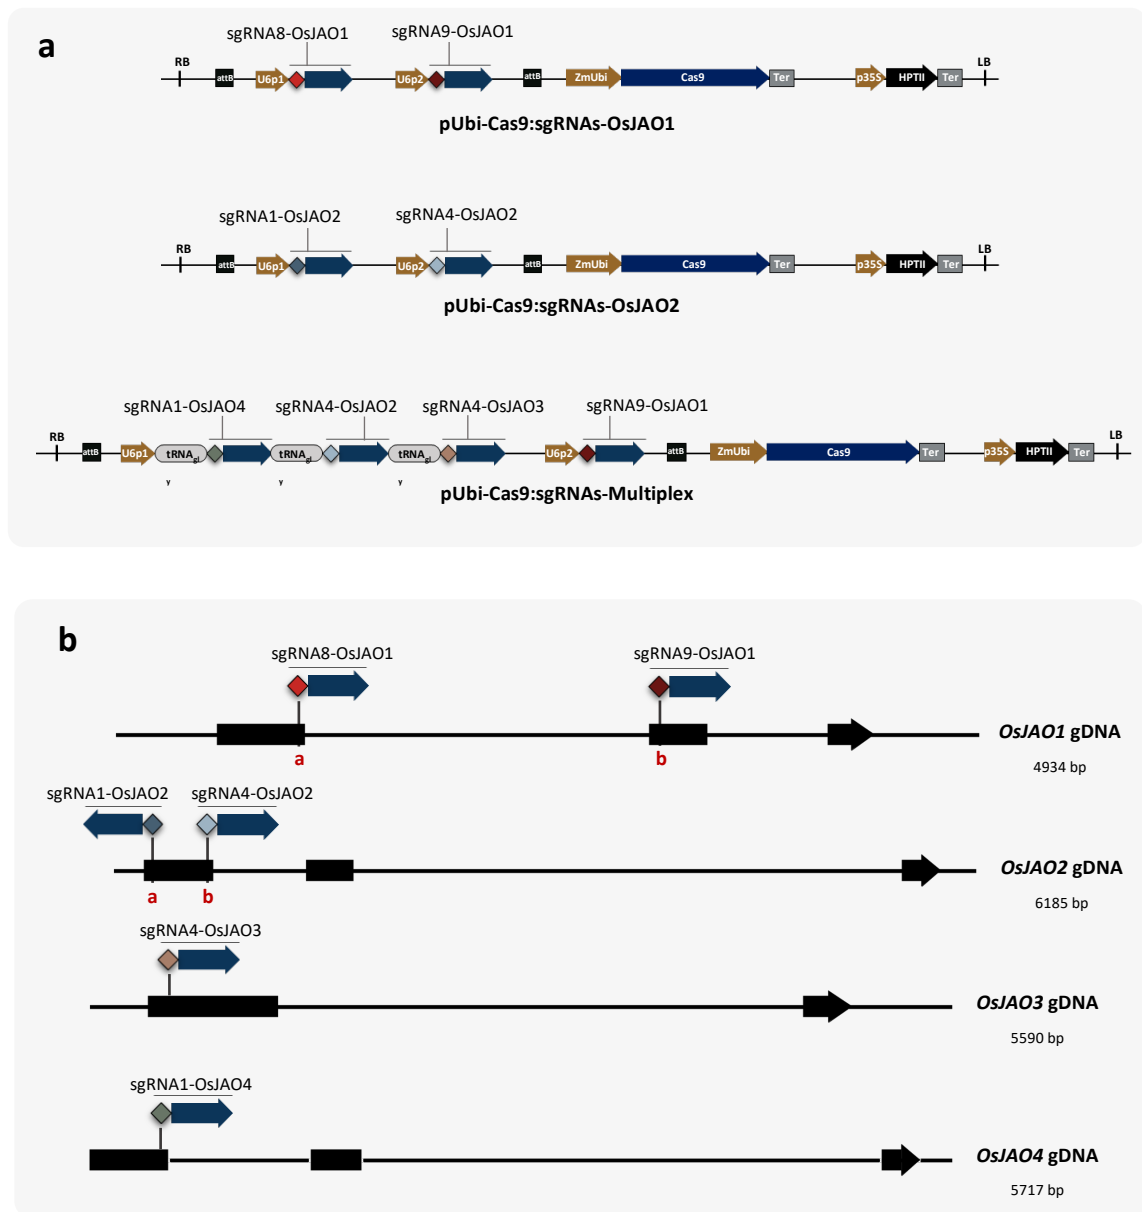 a
sgRNA8-OsJAO1 sgRNA9-OsJAO1
RB attB U6p1 U6p2 attB ZmUbi Cas9 Ter p35S HPTII Ter LB
pUbi-Cas9:sgRNAs-OsJAO1
sgRNA1-OsJAO2 sgRNA4-OsJAO2
RB attB U6p1 U6p2 attB ZmUbi Cas9 Ter p35S HPTII Ter LB
pUbi-Cas9:sgRNAs-OsJAO2
sgRNA1-OsJAO4 sgRNA4-OsJAO2 sgRNA4-OsJAO3 sgRNA9-OsJAO1
RB attB U6p1 tRNAgl tRNAgl tRNAgl U6p2 attB ZmUbi Cas9 Ter p35S HPTII Ter LB
y y y
pUbi-Cas9:sgRNAs-Multiplex
b
sgRNA8-OsJAO1 sgRNA9-OsJAO1
OsJAO1 gDNA
a b
4934 bp
sgRNA1-OsJAO2 sgRNA4-OsJAO2
OsJAO2 gDNA
a b
6185 bp
sgRNA4-OsJAO3
OsJAO3 gDNA
5590 bp
sgRNA1-OsJAO4
OsJAO4 gDNA
5717 bp